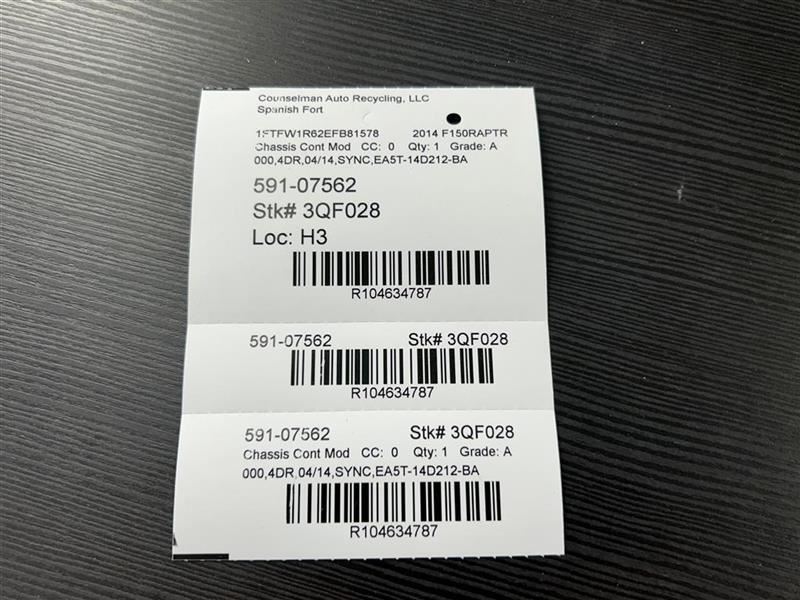 Counselman Auto Recycling, LLC
Spanish Fort
1FTFW1R62EFB81578 2014 F150RAPTR
Chassis Cont Mod CC: 0 Qty: 1 Grade: A
000,4DR,04/14,SYNC,EA5T-14D212-BA
591-07562
Stk# 3QF028
Loc: H3
R104634787
591-07562 Stk# 3QF028
R104634787
591-07562 Stk# 3QF028
Chassis Cont Mod CC: 0 Qty: 1 Grade: A
000,4DR,04/14,SYNC,EA5T-14D212-BA
R104634787